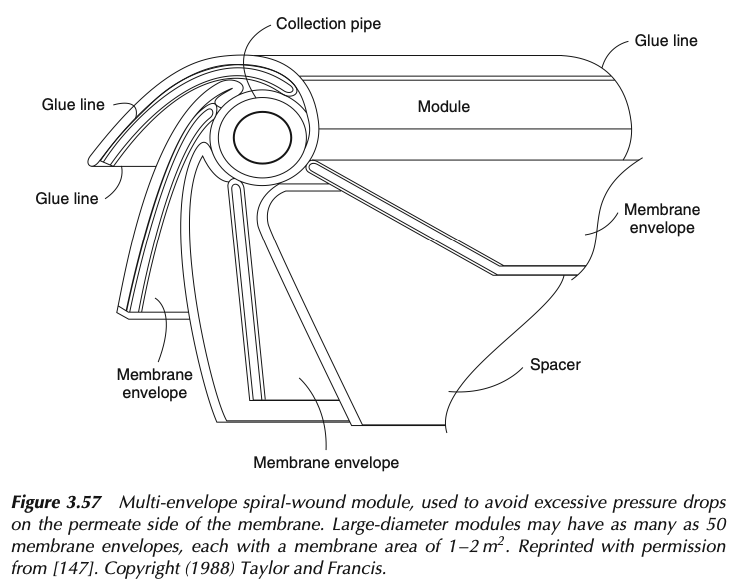 Collection pipe
Glue line
Glue line
Module
Glue line
Membrane
envelope
Membrane
envelope
Spacer
Membrane envelope
Figure 3.57 Multi-envelope spiral-wound module, used to avoid excessive pressure drops
on the permeate side of the membrane. Large-diameter modules may have as many as 50
membrane envelopes, each with a membrane area of 1–2 m². Reprinted with permission
from [147]. Copyright (1988) Taylor and Francis.